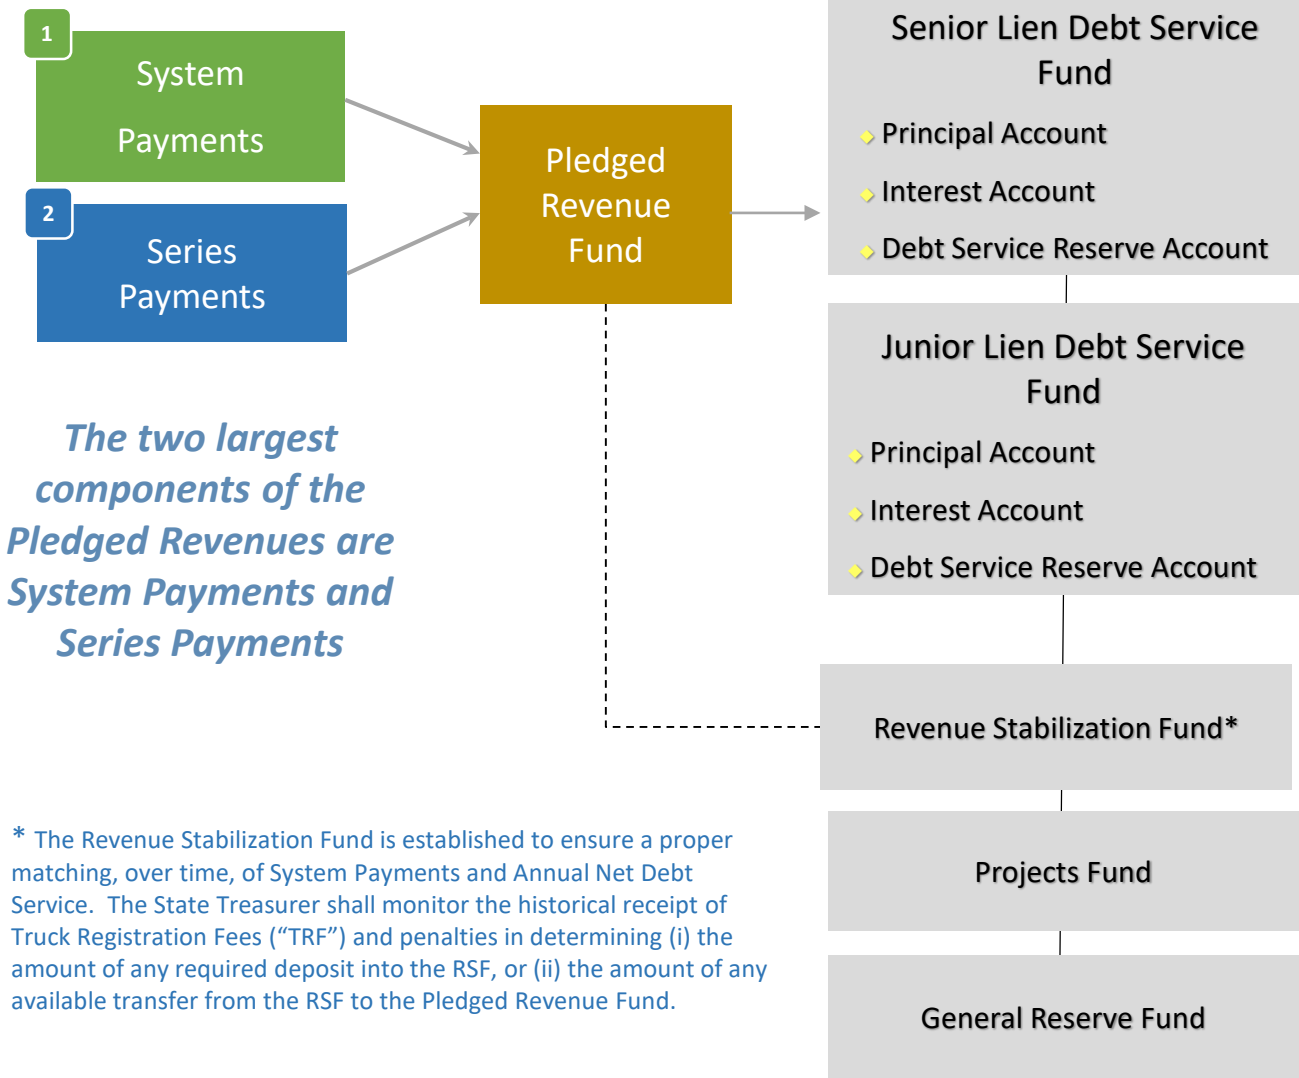 1
System
Payments
2
Series
Payments
Pledged
Revenue
Fund
Senior Lien Debt Service
Fund
Principal Account
Interest Account
Debt Service Reserve Account
Junior Lien Debt Service
Fund
Principal Account
Interest Account
Debt Service Reserve Account
The two largest
components of the
Pledged Revenues are
System Payments and
Series Payments
Revenue Stabilization Fund*
Projects Fund
General Reserve Fund
* The Revenue Stabilization Fund is established to ensure a proper
matching, over time, of System Payments and Annual Net Debt
Service. The State Treasurer shall monitor the historical receipt of
Truck Registration Fees (“TRF”) and penalties in determining (i) the
amount of any required deposit into the RSF, or (ii) the amount of any
available transfer from the RSF to the Pledged Revenue Fund.